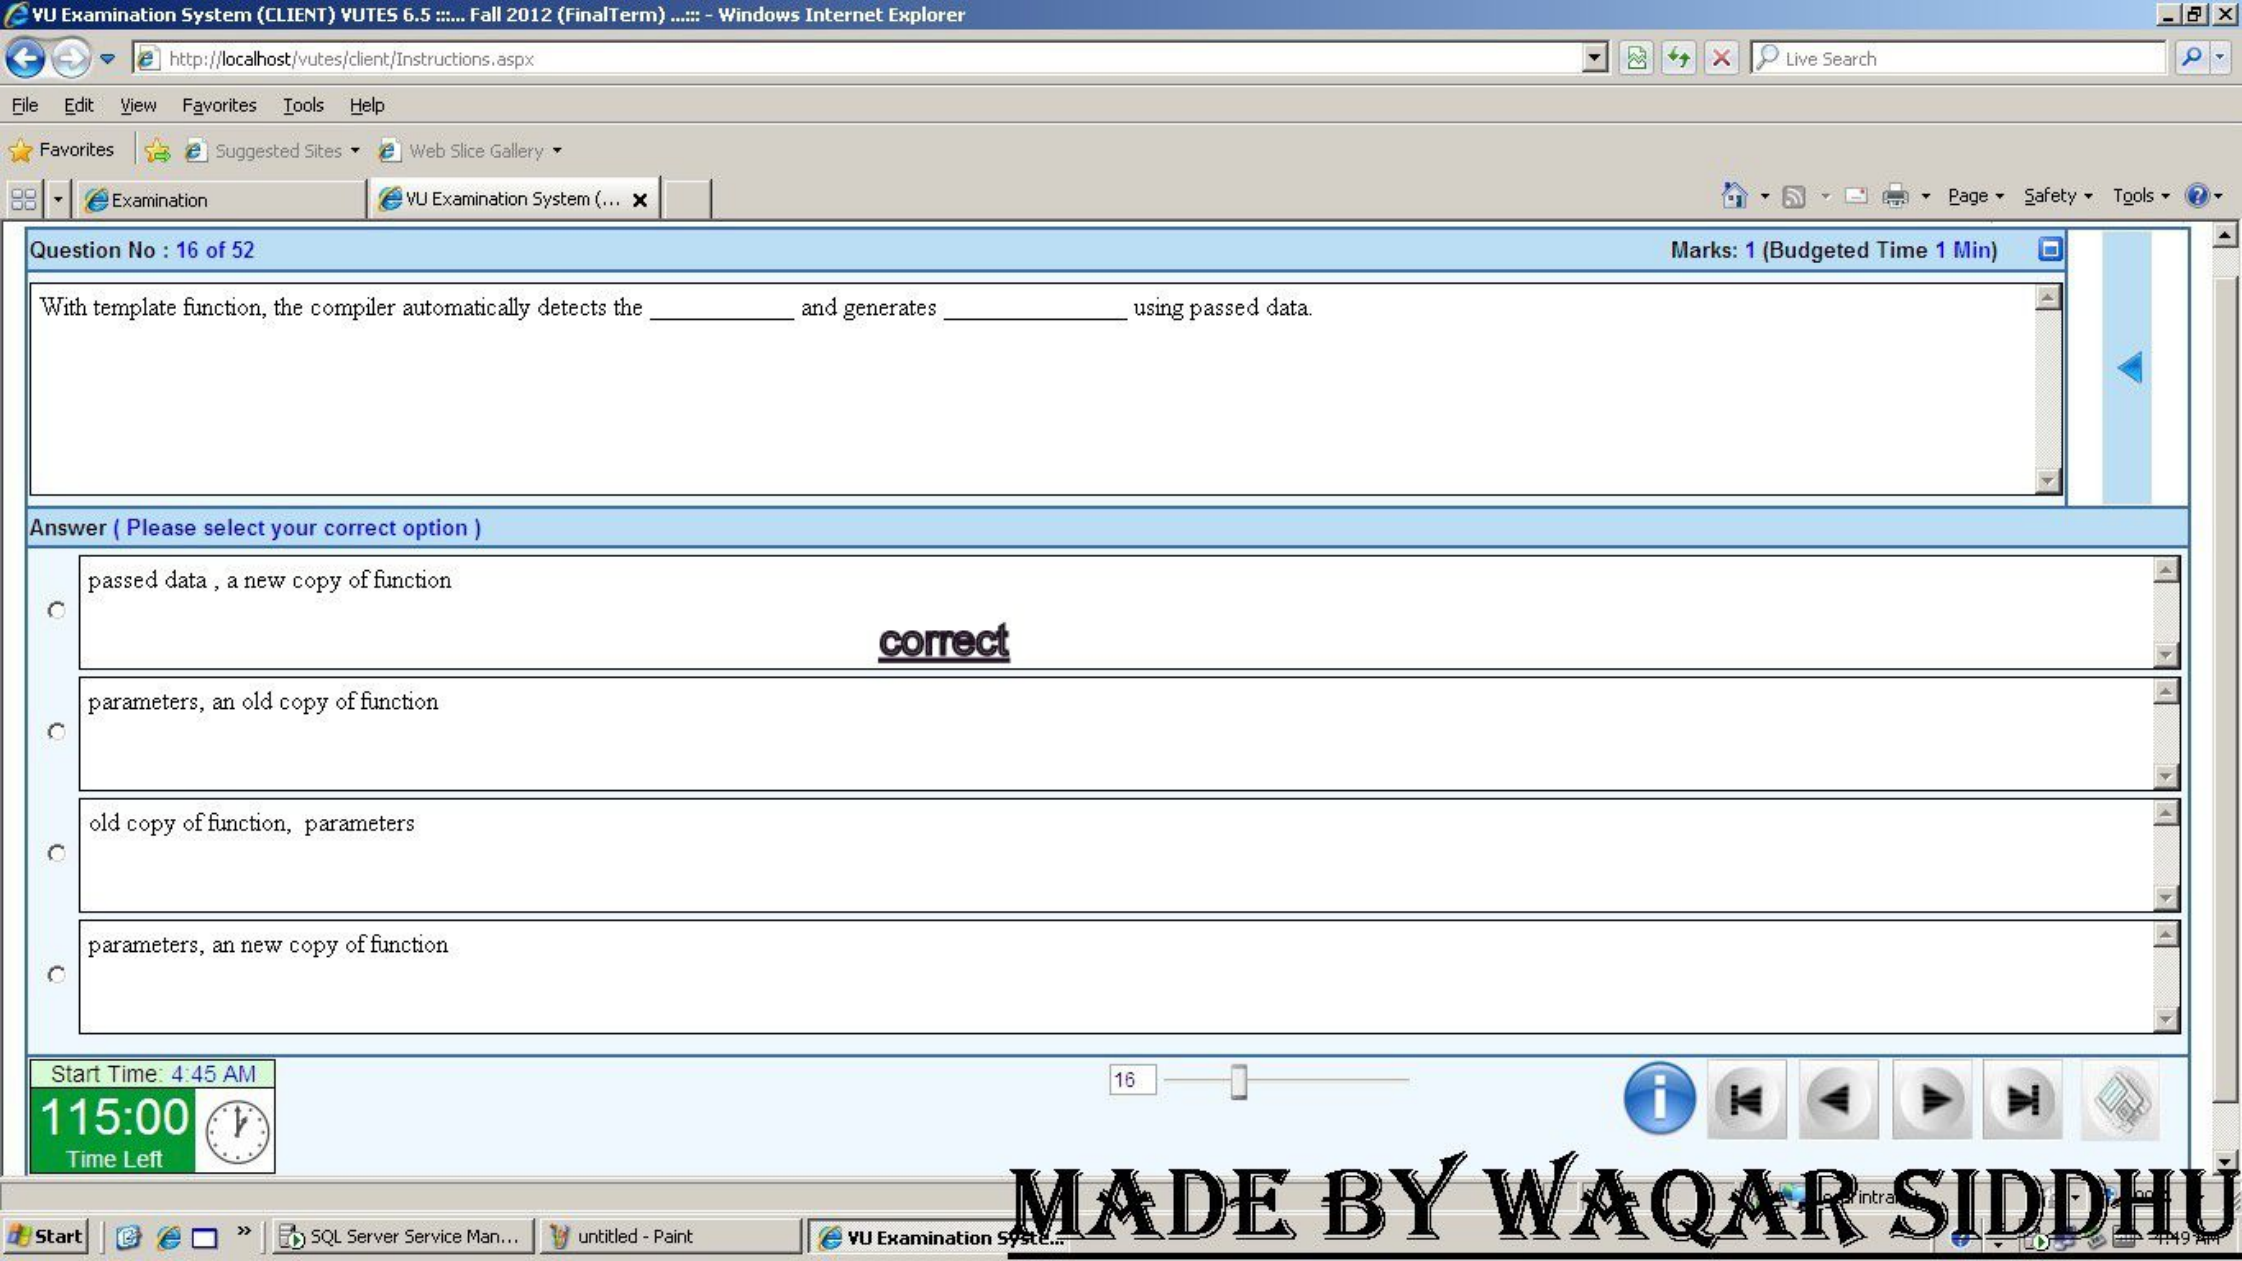 VU Examination System (CLIENT) VUTES 6.5 :::... Fall 2012 (FinalTerm) ...::: - Windows Internet Explorer
http://localhost/vutes/client/Instructions.aspx
Live Search
File Edit View Favorites Tools Help
Favorites Suggested Sites Web Slice Gallery
Examination VU Examination System (... Page Safety Tools
Question No : 16 of 52 Marks: 1 (Budgeted Time 1 Min)
With template function, the compiler automatically detects the ____________ and generates _______________ using passed data.
Answer ( Please select your correct option )
passed data , a new copy of function
correct
parameters, an old copy of function
old copy of function, parameters
parameters, an new copy of function
Start Time: 4:45 AM
115:00
Time Left
16
MADE BY WAQAR SIDDHU
Start SQL Server Service Man... untitled - Paint VU Examination Syste...
4:49 AM